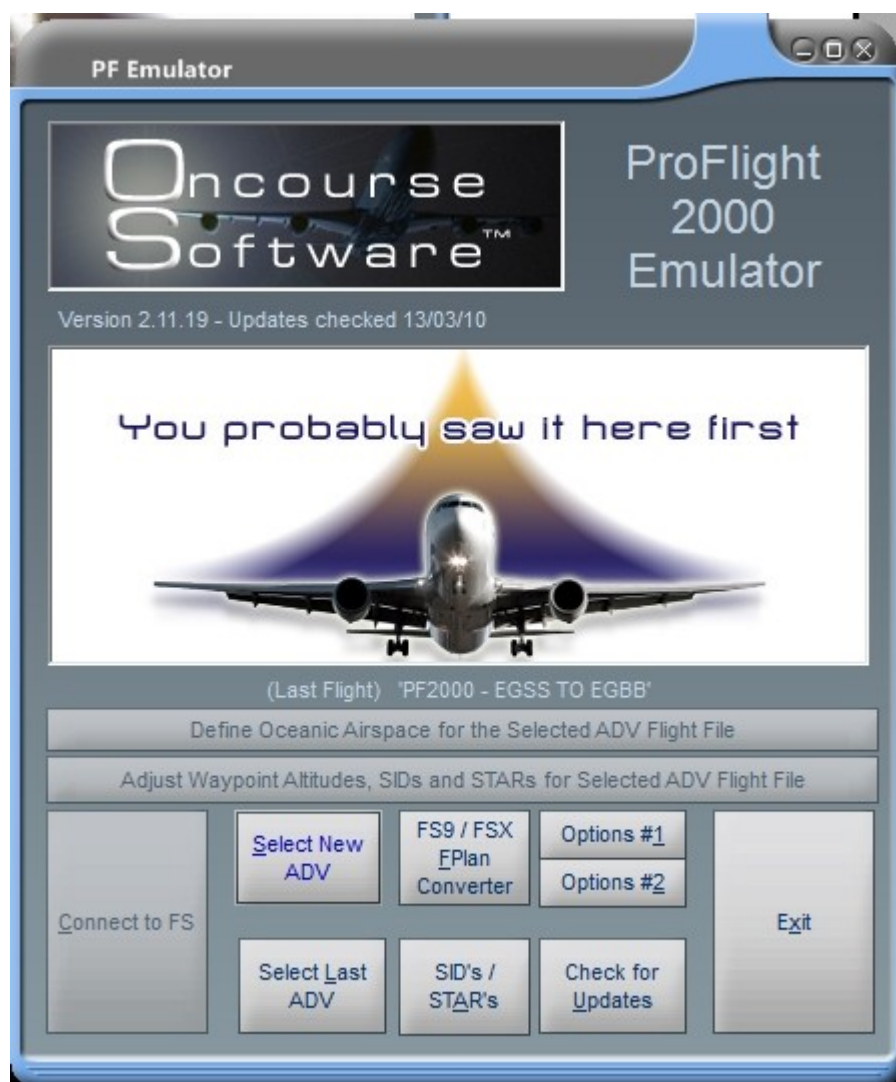 PF Emulator
Oncourse
Software™
ProFlight
2000
Emulator
Version 2.11.19 - Updates checked 13/03/10
You probably saw it here first
(Last Flight) 'PF2000 - EGSS TO EGBB'
Define Oceanic Airspace for the Selected ADV Flight File
Adjust Waypoint Altitudes, SIDs and STARs for Selected ADV Flight File
Connect to FS
Select New
ADV
FS9 / FSX
FPlan
Converter
Options #1
Options #2
Exit
Select Last
ADV
SID's /
STAR's
Check for
Updates